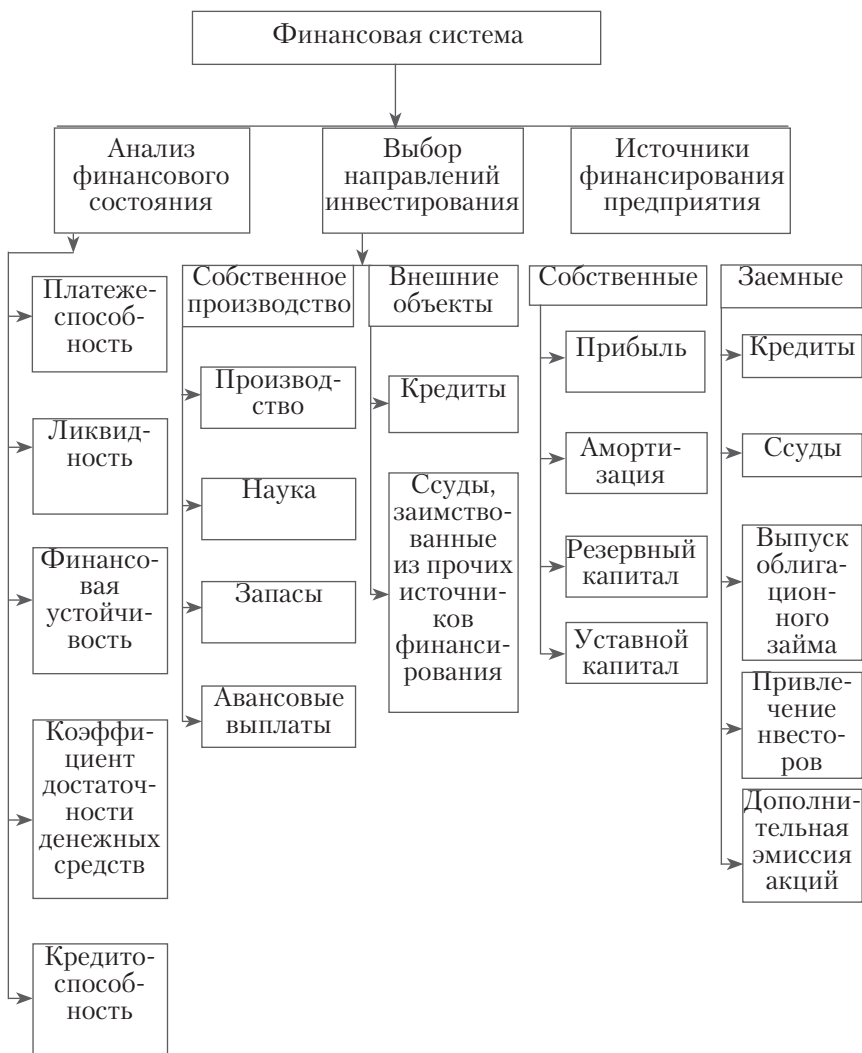 Финансовая система
Анализ
финансового
состояния
Выбор
направлений
инвестирования
Источники
финансирования
предприятия
Платеже-
способ-
ность
Ликвид-
ность
Финансо-
вая
устойчи-
вость
Коэффи-
циент
достаточ-
ности
денежных
средств
Кредито-
способ-
ность
Собственное
производство
Производ-
ство
Наука
Запасы
Авансовые
выплаты
Внешние
объекты
Кредиты
Ссуды,
заимство-
ванные
из прочих
источни-
ков
финанси-
рования
Собственные
Прибыль
Аморти-
зация
Резервный
капитал
Уставной
капитал
Заемные
Кредиты
Ссуды
Выпуск
облига-
цион-
ного
займа
Привле-
чение
нвесто-
ров
Дополни-
тельная
эмиссия
акций